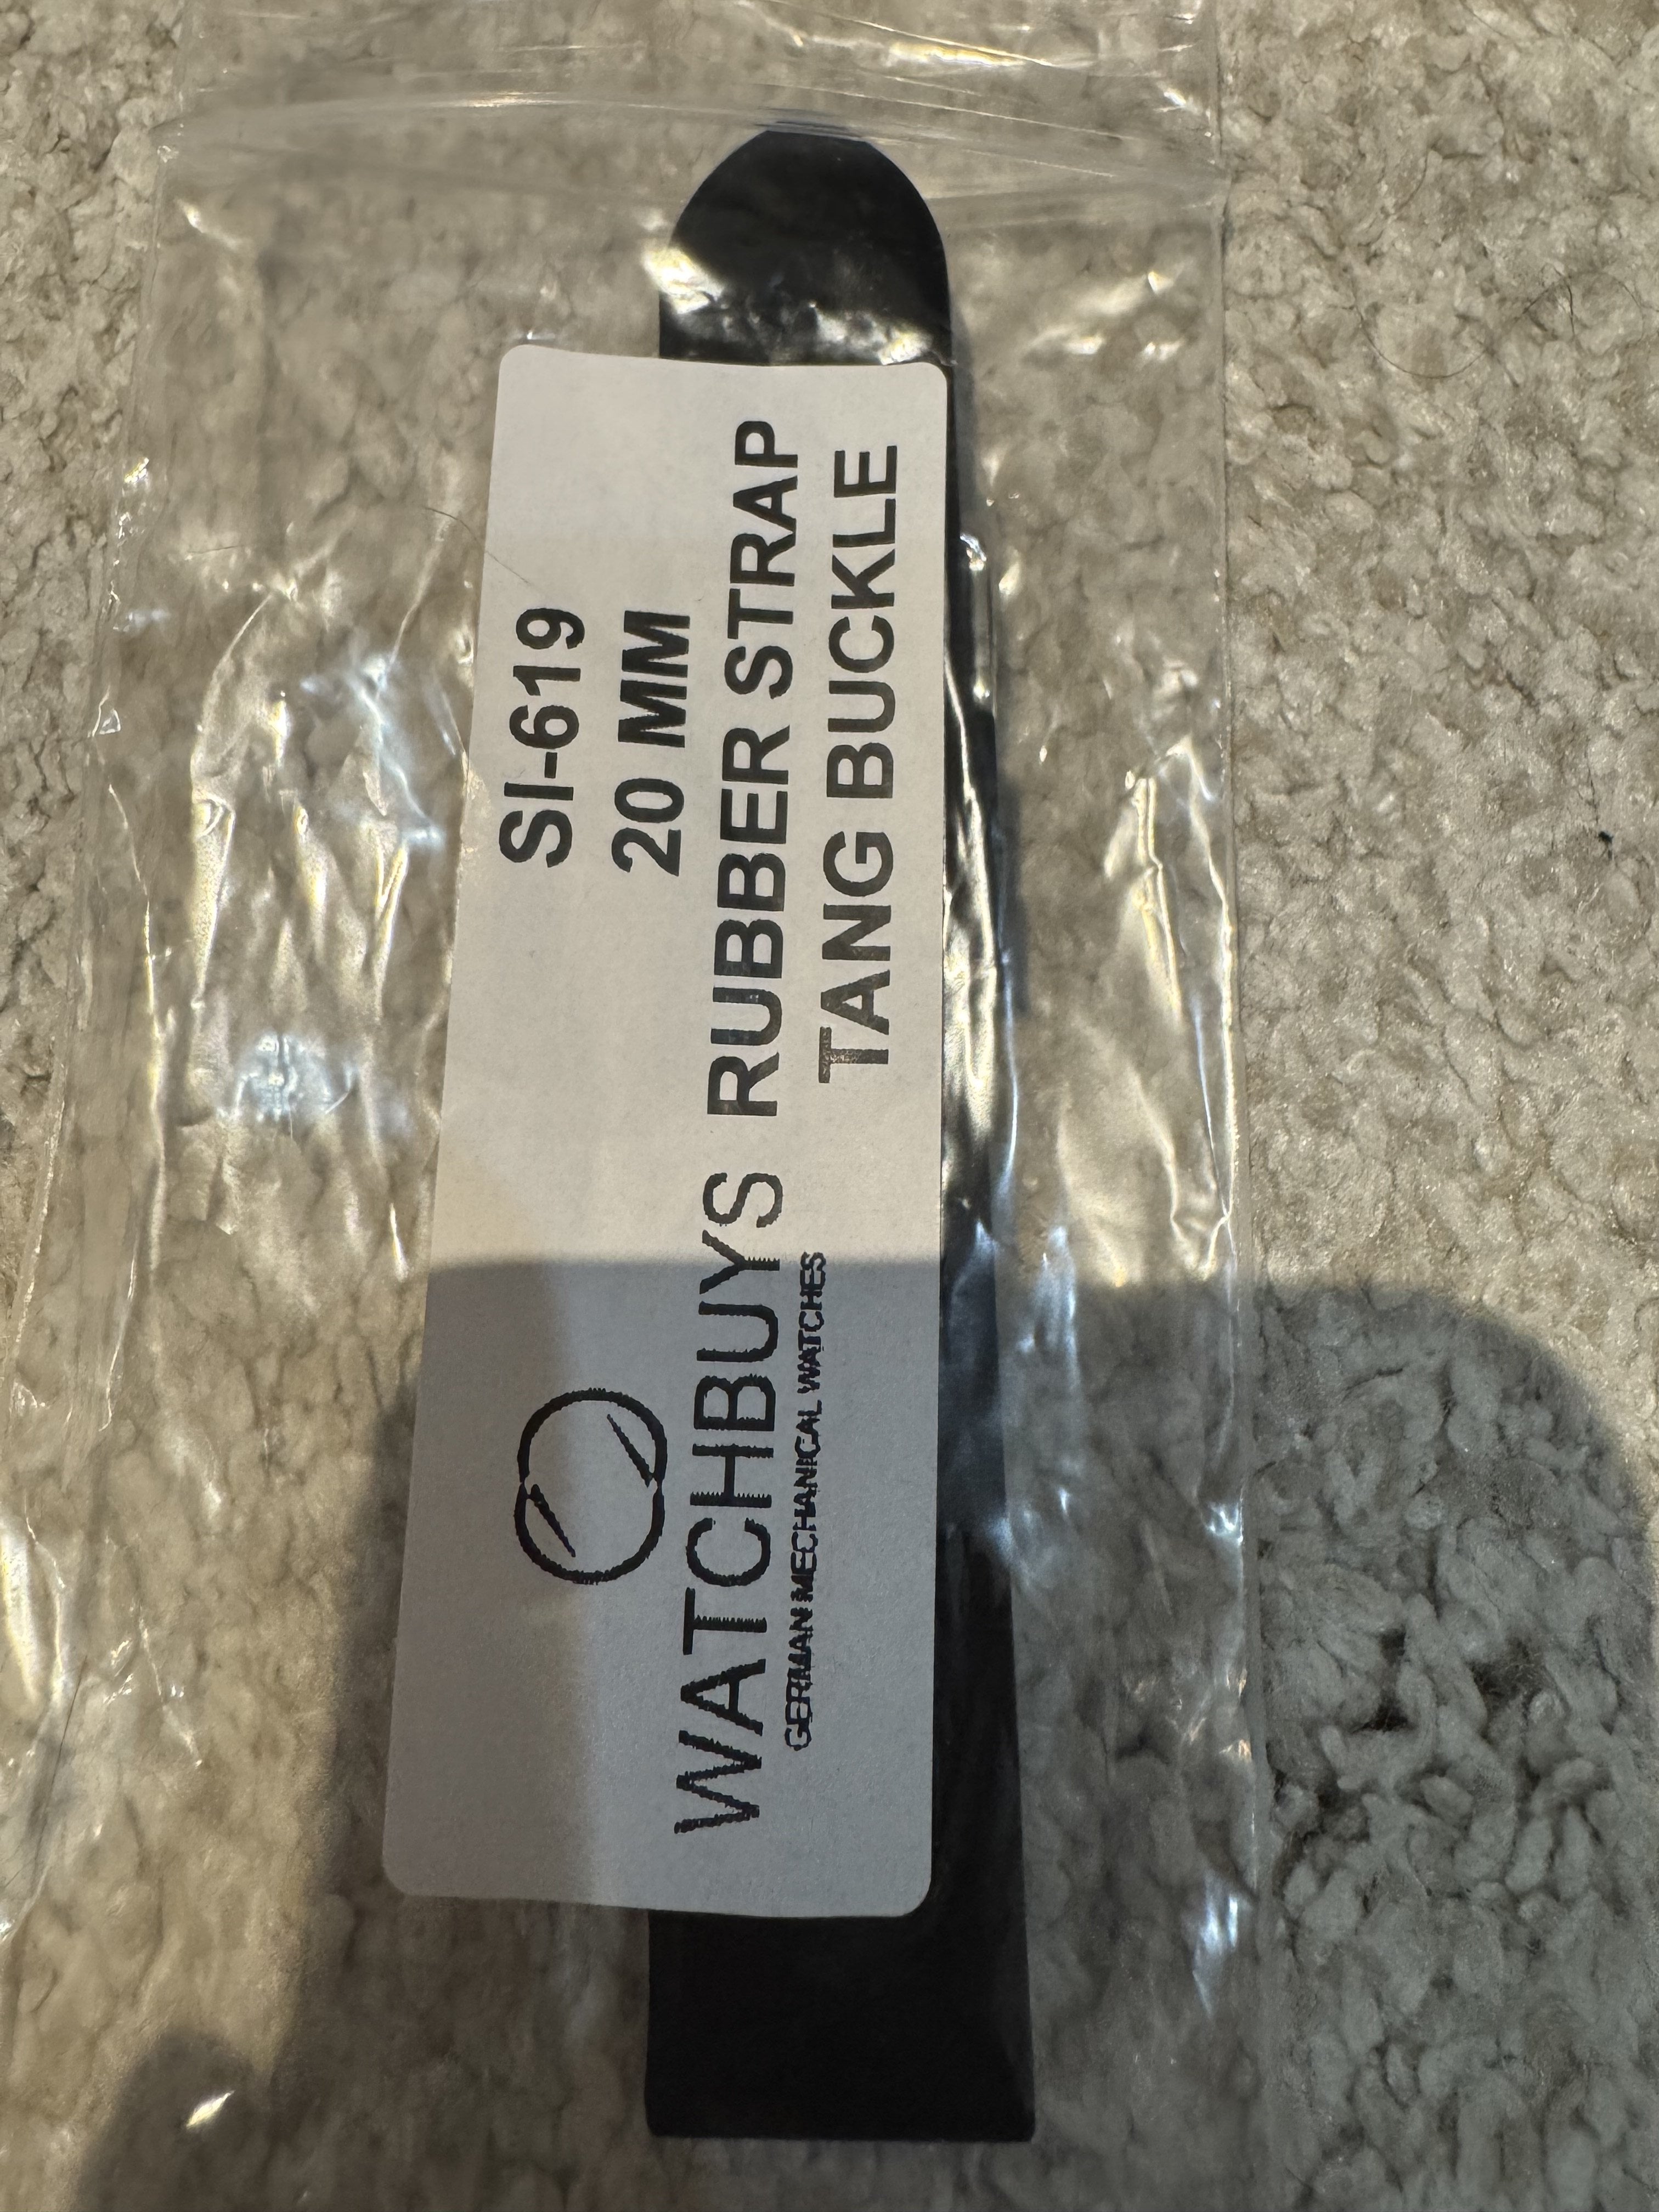 SI-619
20 MM
RUBBER STRAP
TANG BUCKLE
WATCHBUYS
GERMAN MECHANICAL WATCHES